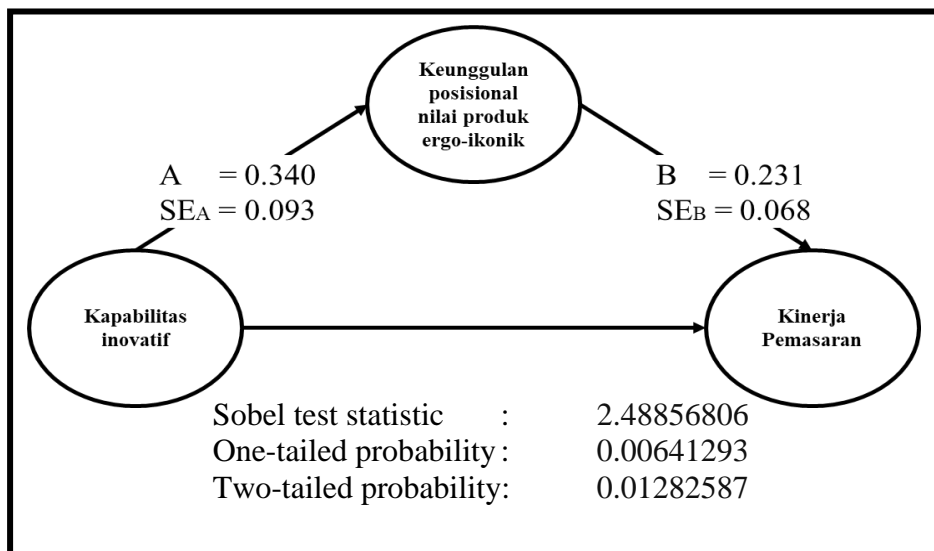 Keunggulan
posisional
nilai produk
ergo-ikonik
A = 0.340
SEA = 0.093
B = 0.231
SEB = 0.068
Kapabilitas
inovatif
Kinerja
Pemasaran
Sobel test statistic : 2.48856806
One-tailed probability : 0.00641293
Two-tailed probability: 0.01282587